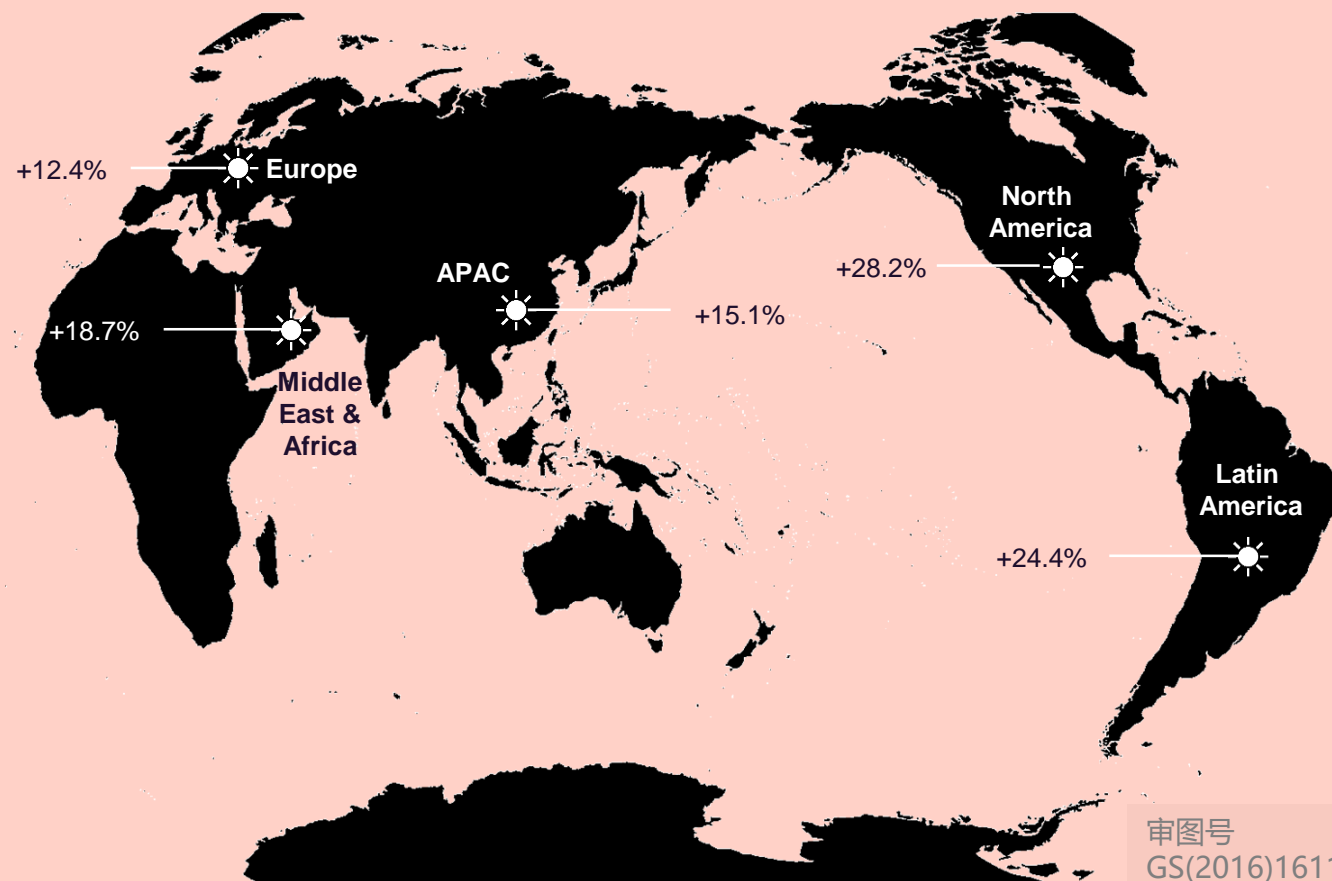 +12.4%
Europe
North
America
APAC
+28.2%
+15.1%
+18.7%
Middle
East &
Africa
Latin
America
+24.4%
审图号
GS(2016)1611